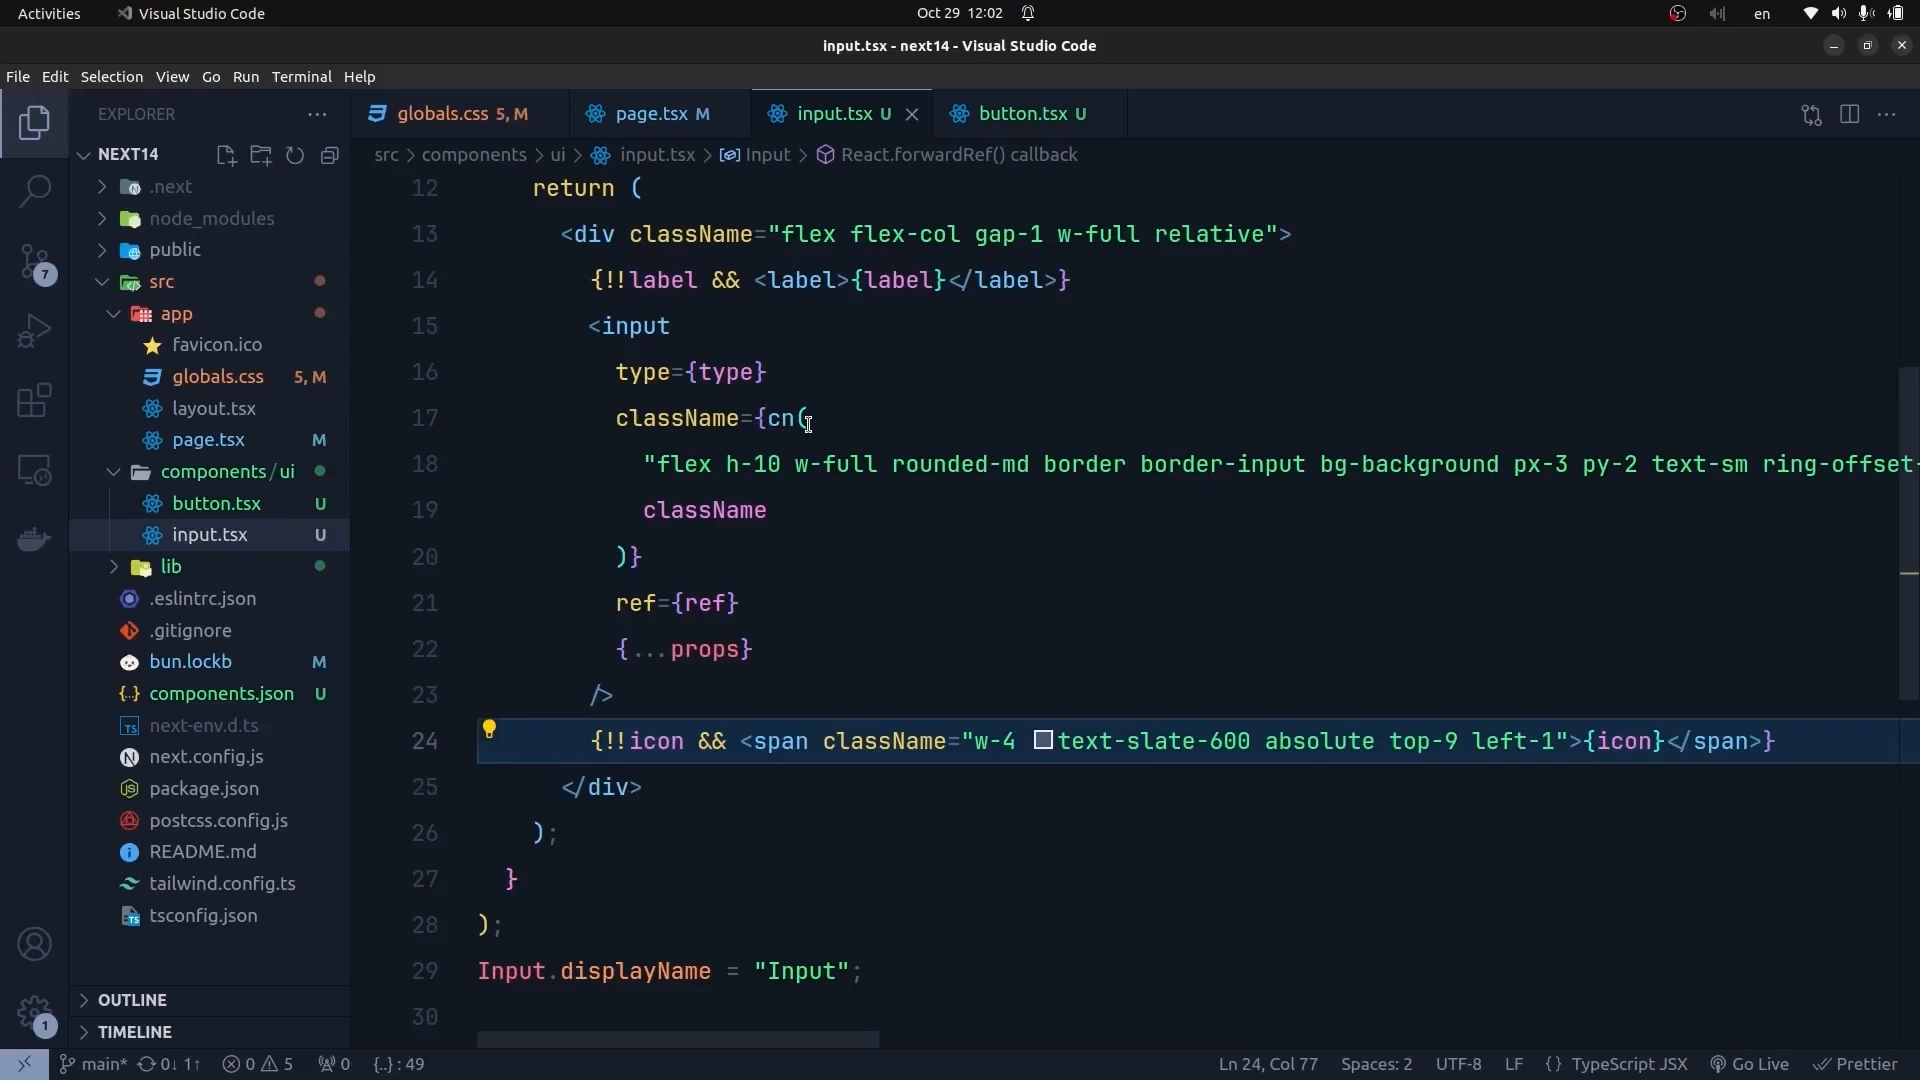 Activities
Visual Studio Code
Oct 29 12:02
en
input.tsx - next14 - Visual Studio Code
File Edit Selection View Go Run Terminal Help
EXPLORER
globals.css 5, M
page.tsx M
input.tsx U
button.tsx U
src > components > ui > input.tsx > Input > React.forwardRef() callback
NEXT14
.next
node_modules
public
src
app
favicon.ico
globals.css 5, M
layout.tsx
page.tsx M
components / ui
button.tsx U
input.tsx U
lib
.eslintrc.json
.gitignore
bun.lockb M
components.json U
next-env.d.ts
next.config.js
package.json
postcss.config.js
README.md
tailwind.config.ts
tsconfig.json
OUTLINE
TIMELINE
7
1
12 return (
13 <div className="flex flex-col gap-1 w-full relative">
14 {!!label && <label>{label}</label>}
15 <input
16 type={type}
17 className={cn(
18 "flex h-10 w-full rounded-md border border-input bg-background px-3 py-2 text-sm ring-offset-
19 className
20 )}
21 ref={ref}
22 {...props}
23 />
24 {!!icon && <span className="w-4 text-slate-600 absolute top-9 left-1">{icon}</span>}
25 </div>
26 );
27 }
28 );
29 Input.displayName = "Input";
30
main* 0↓ 1↑ 0 5 0 {..} : 49
Ln 24, Col 77 Spaces: 2 UTF-8 LF { } TypeScript JSX Go Live Prettier